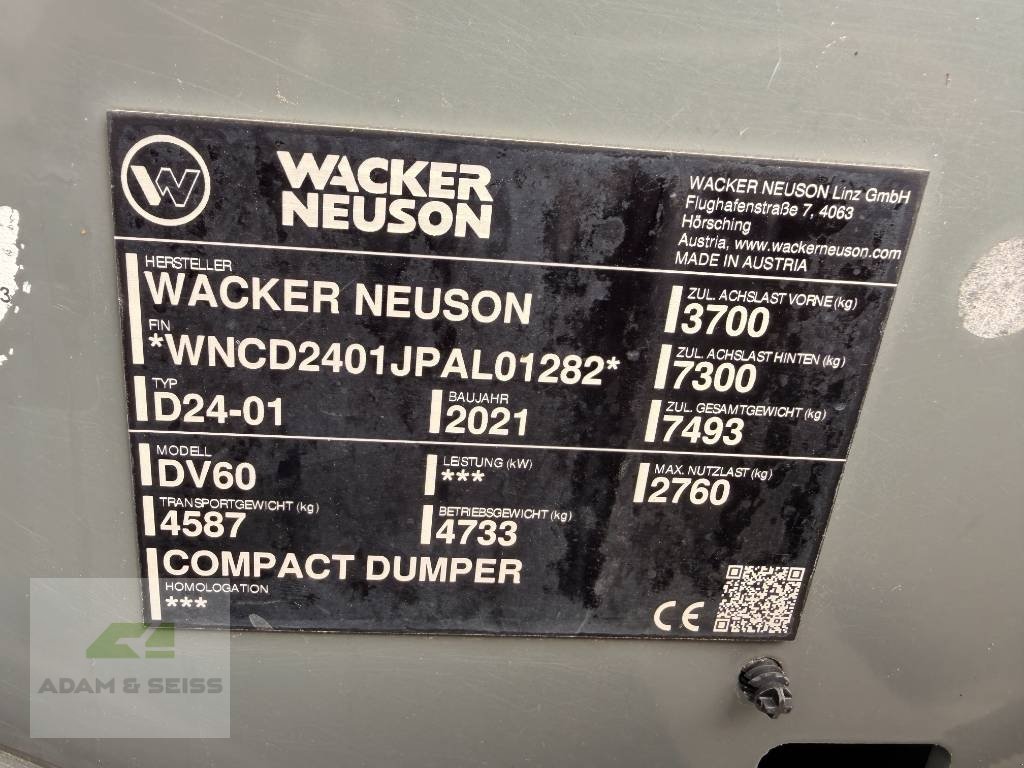 WACKER
NEUSON
WACKER NEUSON Linz GmbH
Flughafenstraße 7, 4063
Hörsching
Austria, www.wackerneuson.com
MADE IN AUSTRIA
HERSTELLER
WACKER NEUSON
FIN
*WNCD2401JPAL01282*
TYP
D24-01
BAUJAHR
2021
ZUL. ACHSLAST VORNE (kg)
3700
ZUL. ACHSLAST HINTEN (kg)
7300
ZUL. GESAMTGEWICHT (kg)
7493
MODELL
DV60
LEISTUNG (kW)
***
MAX. NUTZLAST (kg)
2760
TRANSPORTGEWICHT (kg)
4587
BETRIEBSGEWICHT (kg)
4733
COMPACT DUMPER
HOMOLOGATION
***
CE
ADAM & SEISS
3